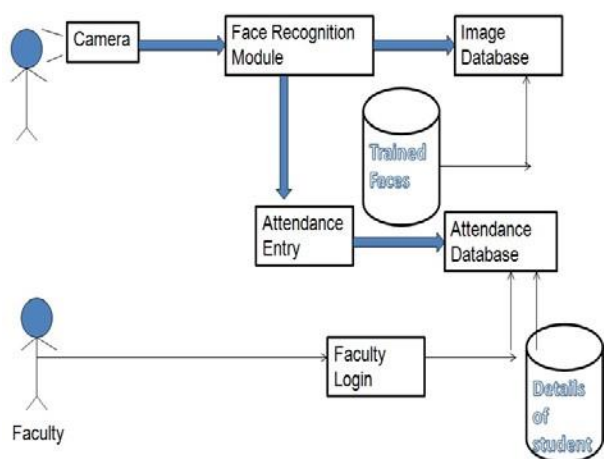 Camera
Face Recognition
Module
Image
Database
Trained
Faces
Attendance
Entry
Attendance
Database
Faculty
Login
Details
of
student
Faculty